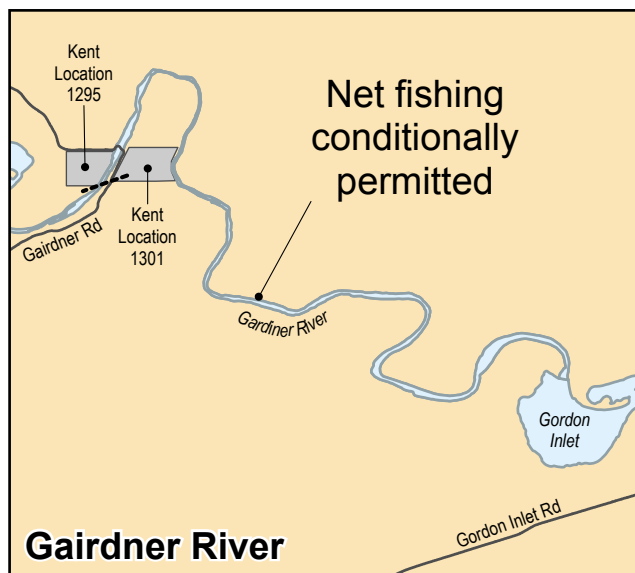 Kent
Location
1295
Net fishing
conditionally
permitted
Kent
Location
1301
Gairdner Rd
Gardiner River
Gordon
Inlet
Gordon Inlet Rd
Gairdner River